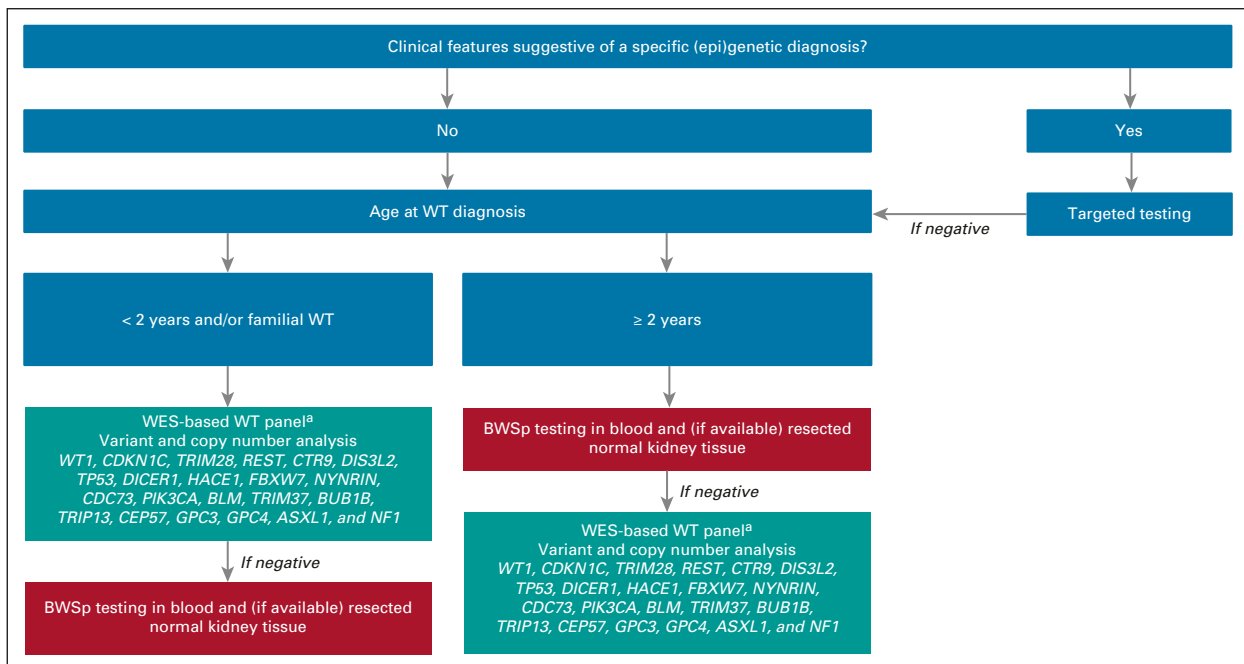 Clinical features suggestive of a specific (epi)genetic diagnosis?
No
Yes
Age at WT diagnosis
If negative
Targeted testing
< 2 years and/or familial WT
≥ 2 years
WES-based WT panelᵃ
Variant and copy number analysis
WT1, CDKN1C, TRIM28, REST, CTR9, DIS3L2,
TP53, DICER1, HACE1, FBXW7, NYNRIN,
CDC73, PIK3CA, BLM, TRIM37, BUB1B,
TRIP13, CEP57, GPC3, GPC4, ASXL1, and NF1
If negative
BWSp testing in blood and (if available) resected
normal kidney tissue
BWSp testing in blood and (if available) resected
normal kidney tissue
If negative
WES-based WT panelᵃ
Variant and copy number analysis
WT1, CDKN1C, TRIM28, REST, CTR9, DIS3L2,
TP53, DICER1, HACE1, FBXW7, NYNRIN,
CDC73, PIK3CA, BLM, TRIM37, BUB1B,
TRIP13, CEP57, GPC3, GPC4, ASXL1, and NF1